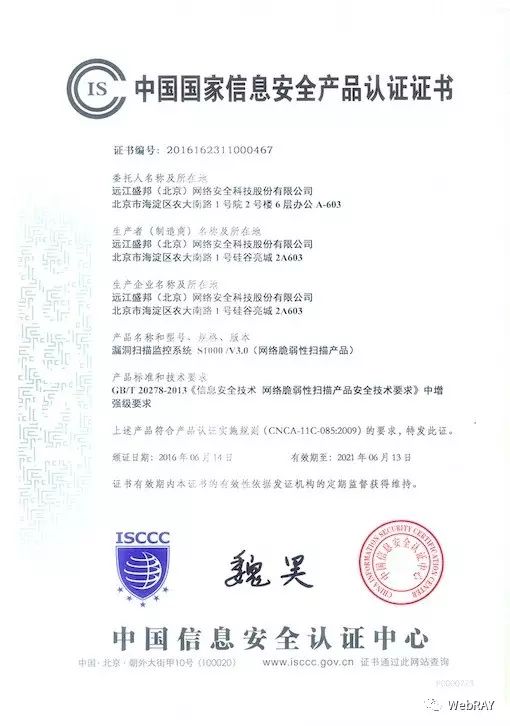 IS
中国国家信息安全产品认证证书
证书编号：2016162311000467
委托人名称及所在地
远江盛邦（北京）网络安全科技股份有限公司
北京市海淀区农大南路1号院2号楼6层办公A-603
生产者（制造商）名称及所在地
远江盛邦（北京）网络安全科技股份有限公司
北京市海淀区农大南路1号硅谷亮城2A603
生产企业名称及所在地
远江盛邦（北京）网络安全科技股份有限公司
北京市海淀区农大南路1号硅谷亮城2A603
产品名称和型号、规格、版本
漏洞扫描监控系统 S1000 /V3.0（网络脆弱性扫描产品）
产品标准和技术要求
GB/T 20278-2013《信息安全技术 网络脆弱性扫描产品安全技术要求》中增
强级要求
上述产品符合产品认证实施规则（CNCA-11C-085:2009）的要求，特发此证。
颁证日期：2016 年 06 月 14 日 有效期至：2021 年 06 月 13 日
证书有效期内本证书的有效性依据发证机构的定期监督获得维持。
ISCCC
魏昊
CHINA INFORMATION SECURITY CERTIFICATION CENTER
中国信息安全认证中心
中国信息安全认证中心
中国·北京·朝外大街甲10号（100020） www.isccc.gov.cn 证书通过此网站查询
WebRAY